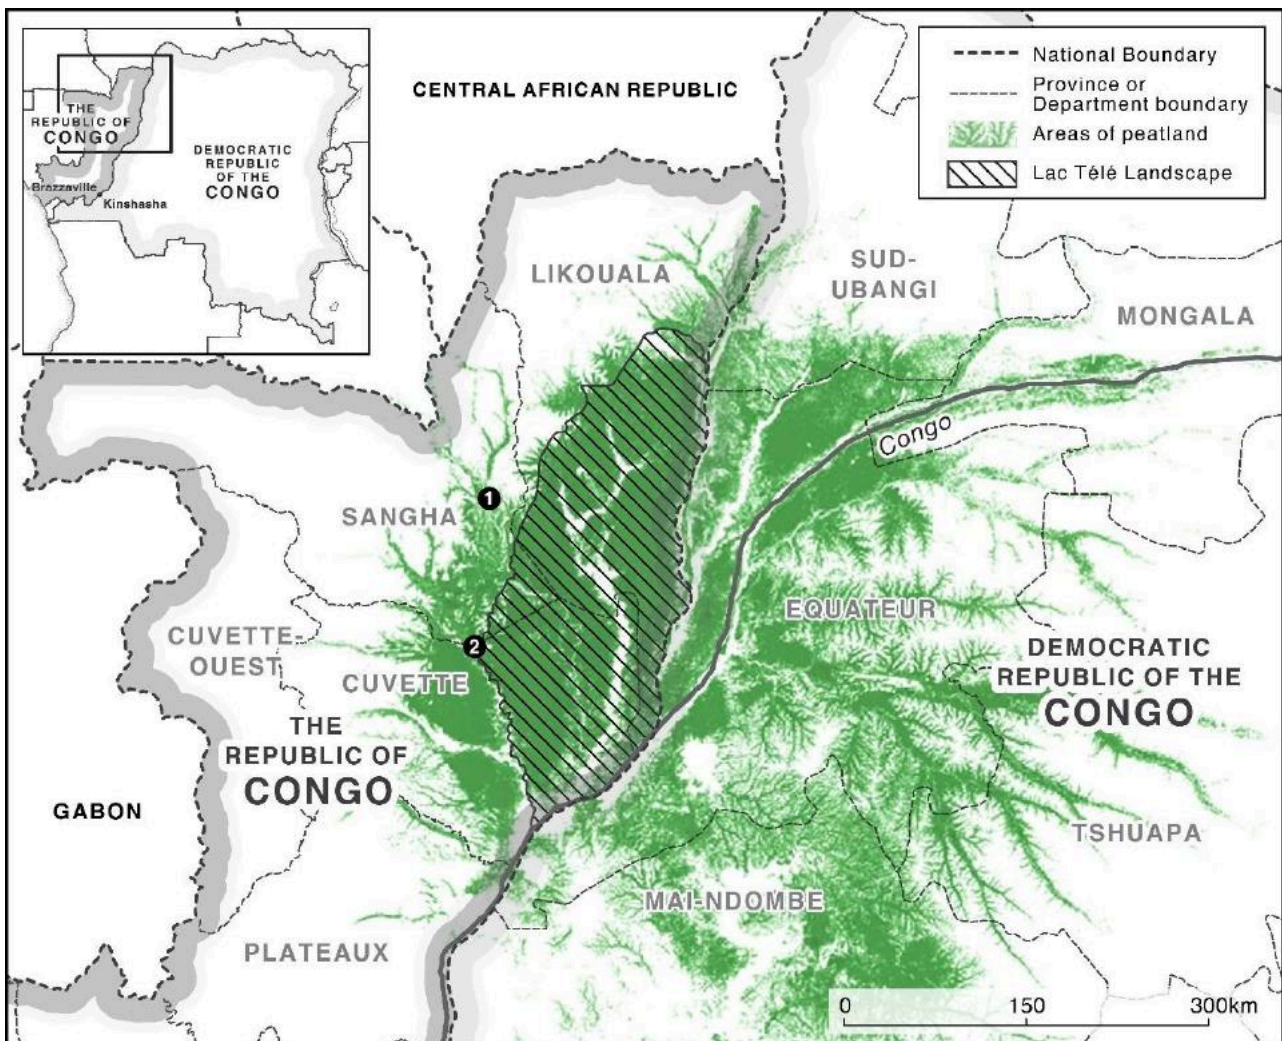 THE
REPUBLIC OF
CONGO
DEMOCRATIC
REPUBLIC
OF THE
CONGO
Brazzaville
Kinshasha
CENTRAL AFRICAN REPUBLIC
National Boundary
Province or
Department boundary
Areas of peatland
Lac Télé Landscape
LIKOUALA
SUD-
UBANGI
MONGALA
Congo
1
SANGHA
EQUATEUR
2
CUVETTE-
OUEST
CUVETTE
DEMOCRATIC
REPUBLIC OF THE
CONGO
THE
REPUBLIC OF
CONGO
GABON
TSHUAPA
MAI-NDOMBE
PLATEAUX
0 150 300km